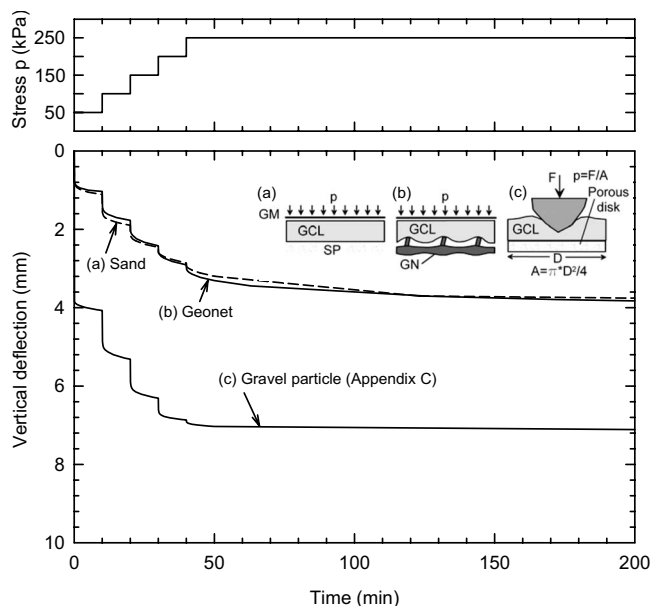 Stress p (kPa)
250
150
50
0
2
4
6
8
10
Vertical deflection (mm)
(a)
p
GM
GCL
SP
(b)
p
GCL
GN
(c)
F
p=F/A
Porous
disk
GCL
D
A=π*D²/4
(a) Sand
(b) Geonet
(c) Gravel particle (Appendix C)
0
50
100
150
200
Time (min)